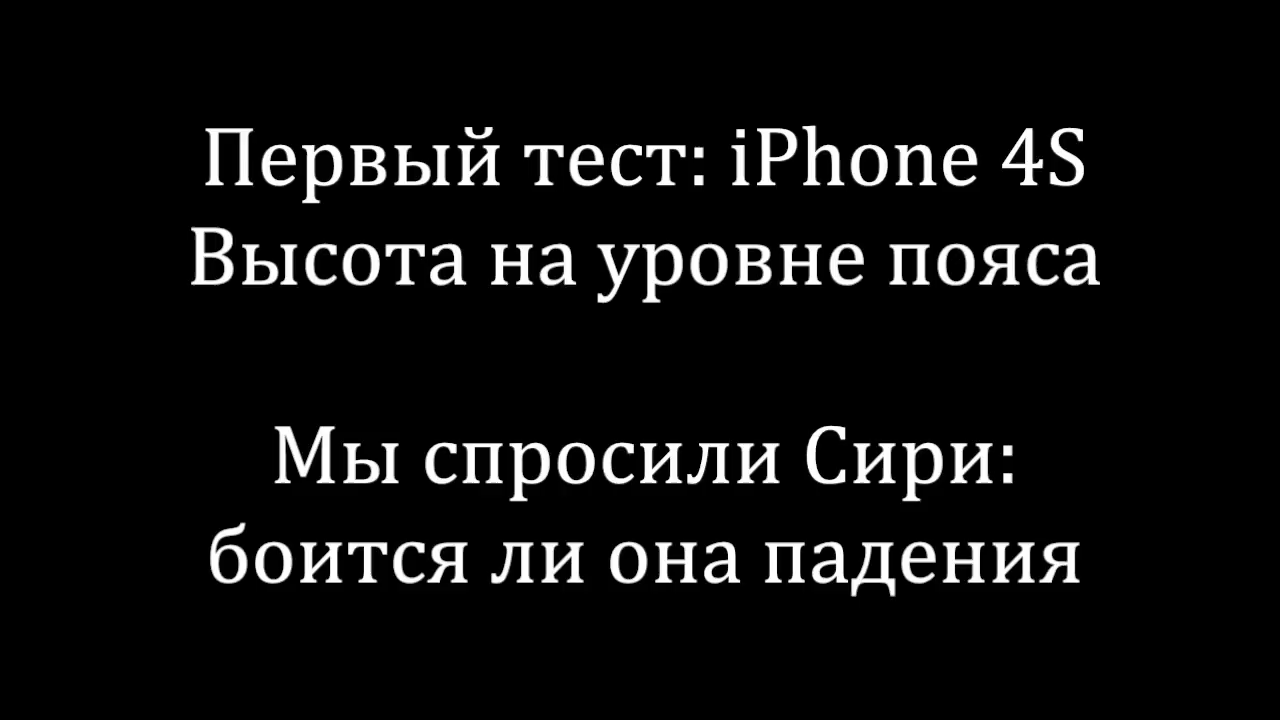 Первый тест: iPhone 4S
Высота на уровне пояса
Мы спросили Сири:
боится ли она падения